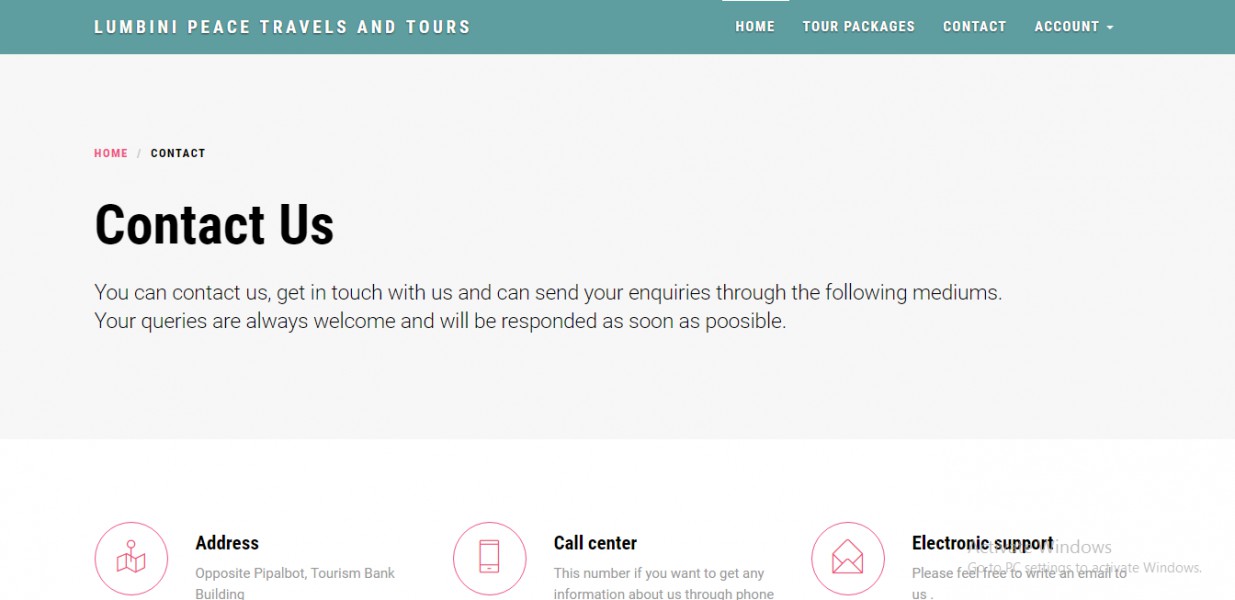 LUMBINI PEACE TRAVELS AND TOURS
HOME
TOUR PACKAGES
CONTACT
ACCOUNT
HOME / CONTACT
Contact Us
You can contact us, get in touch with us and can send your enquiries through the following mediums.
Your queries are always welcome and will be responded as soon as poosible.
Address
Opposite Pipalbot, Tourism Bank
Building
Call center
This number if you want to get any
information about us through phone
Electronic support
Please feel free to write an email to
us .
Activate Windows
Go to PC settings to activate Windows.